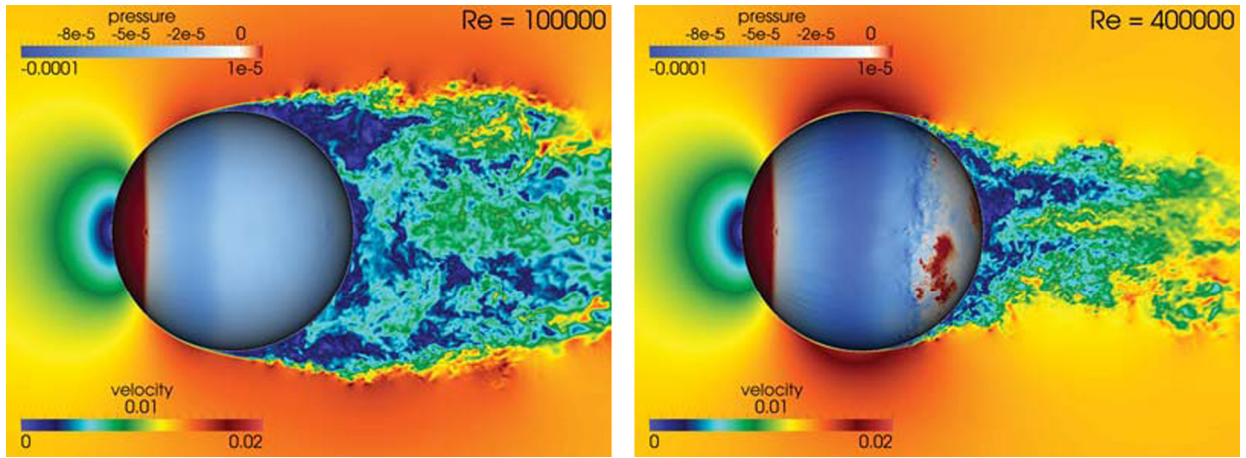 pressure
Re = 100000
-8e-5 -5e-5 -2e-5 0
-0.0001 1e-5
velocity
0.01
0 0.02
pressure
Re = 400000
-8e-5 -5e-5 -2e-5 0
-0.0001 1e-5
velocity
0.01
0 0.02